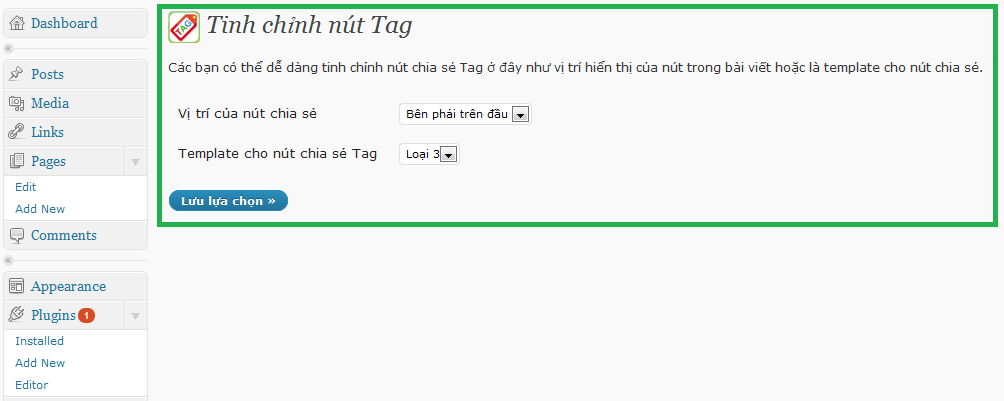 Dashboard
Posts
Media
Links
Pages
Edit
Add New
Comments
Appearance
Plugins 1
Installed
Add New
Editor
TAG
Tinh chỉnh nút Tag
Các bạn có thể dễ dàng tinh chỉnh nút chia sẻ Tag ở đây như vị trí hiển thị của nút trong bài viết hoặc là template cho nút chia sẻ.
Vị trí của nút chia sẻ Bên phải trên đầu
Template cho nút chia sẻ Tag Loại 3
Lưu lựa chọn »